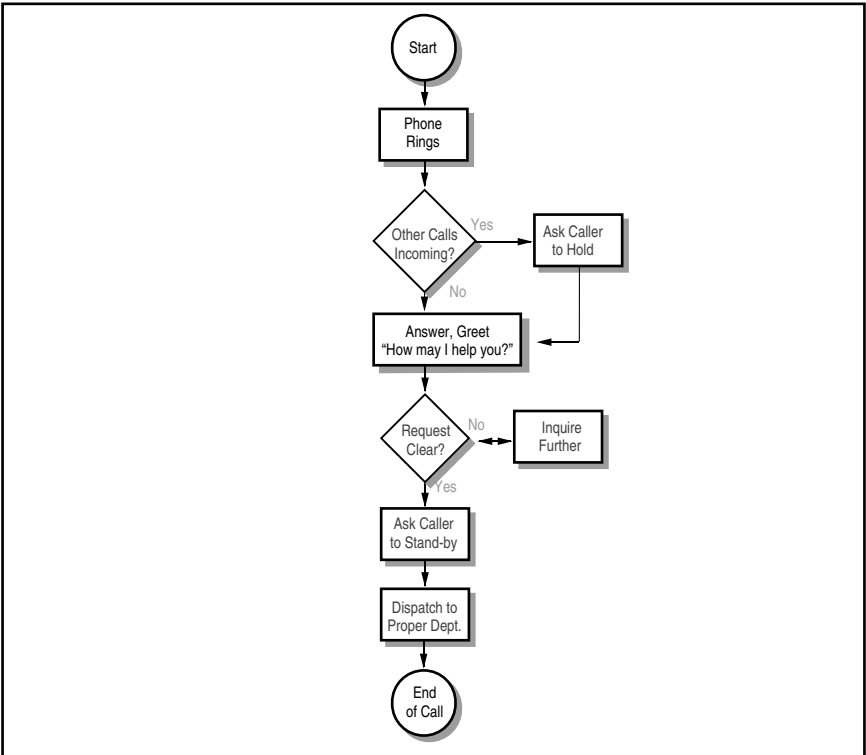 Start
Phone
Rings
Other Calls
Incoming?
Yes
Ask Caller
to Hold
No
Answer, Greet
“How may I help you?”
Request
Clear?
No
Inquire
Further
Yes
Ask Caller
to Stand-by
Dispatch to
Proper Dept.
End
of Call